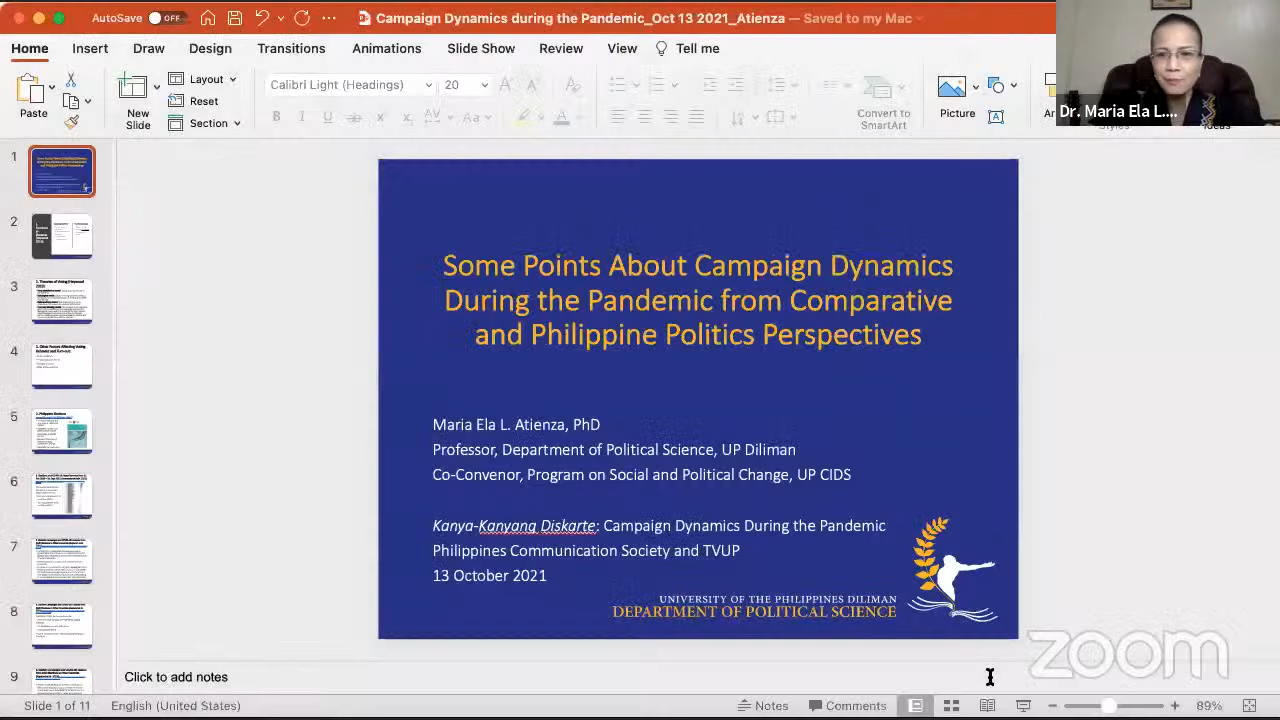 AutoSave OFF
Campaign Dynamics during the Pandemic_Oct 13 2021_Atienza — Saved to my Mac
Home Insert Draw Design Transitions Animations Slide Show Review View Tell me
Paste
New
Slide
Layout
Reset
Section
Calibri Light (Headings) 20
Convert to
SmartArt
Picture
Styles
Dr. Maria Ela L....
2
Some Points About Campaign Dynamics
During the Pandemic from Comparative
and Philippine Politics Perspectives
Maria Ela L. Atienza, PhD
Professor, Department of Political Science, UP Diliman
Co-Convenor, Program on Social and Political Change, UP CIDS
Kanya-Kanyang Diskarte: Campaign Dynamics During the Pandemic
Philippine Communication Society and TVUP
13 October 2021
UNIVERSITY OF THE PHILIPPINES DILIMAN
DEPARTMENT OF POLITICAL SCIENCE
zoom
Click to add notes
Slide 1 of 11 English (United States) Notes Comments 89%